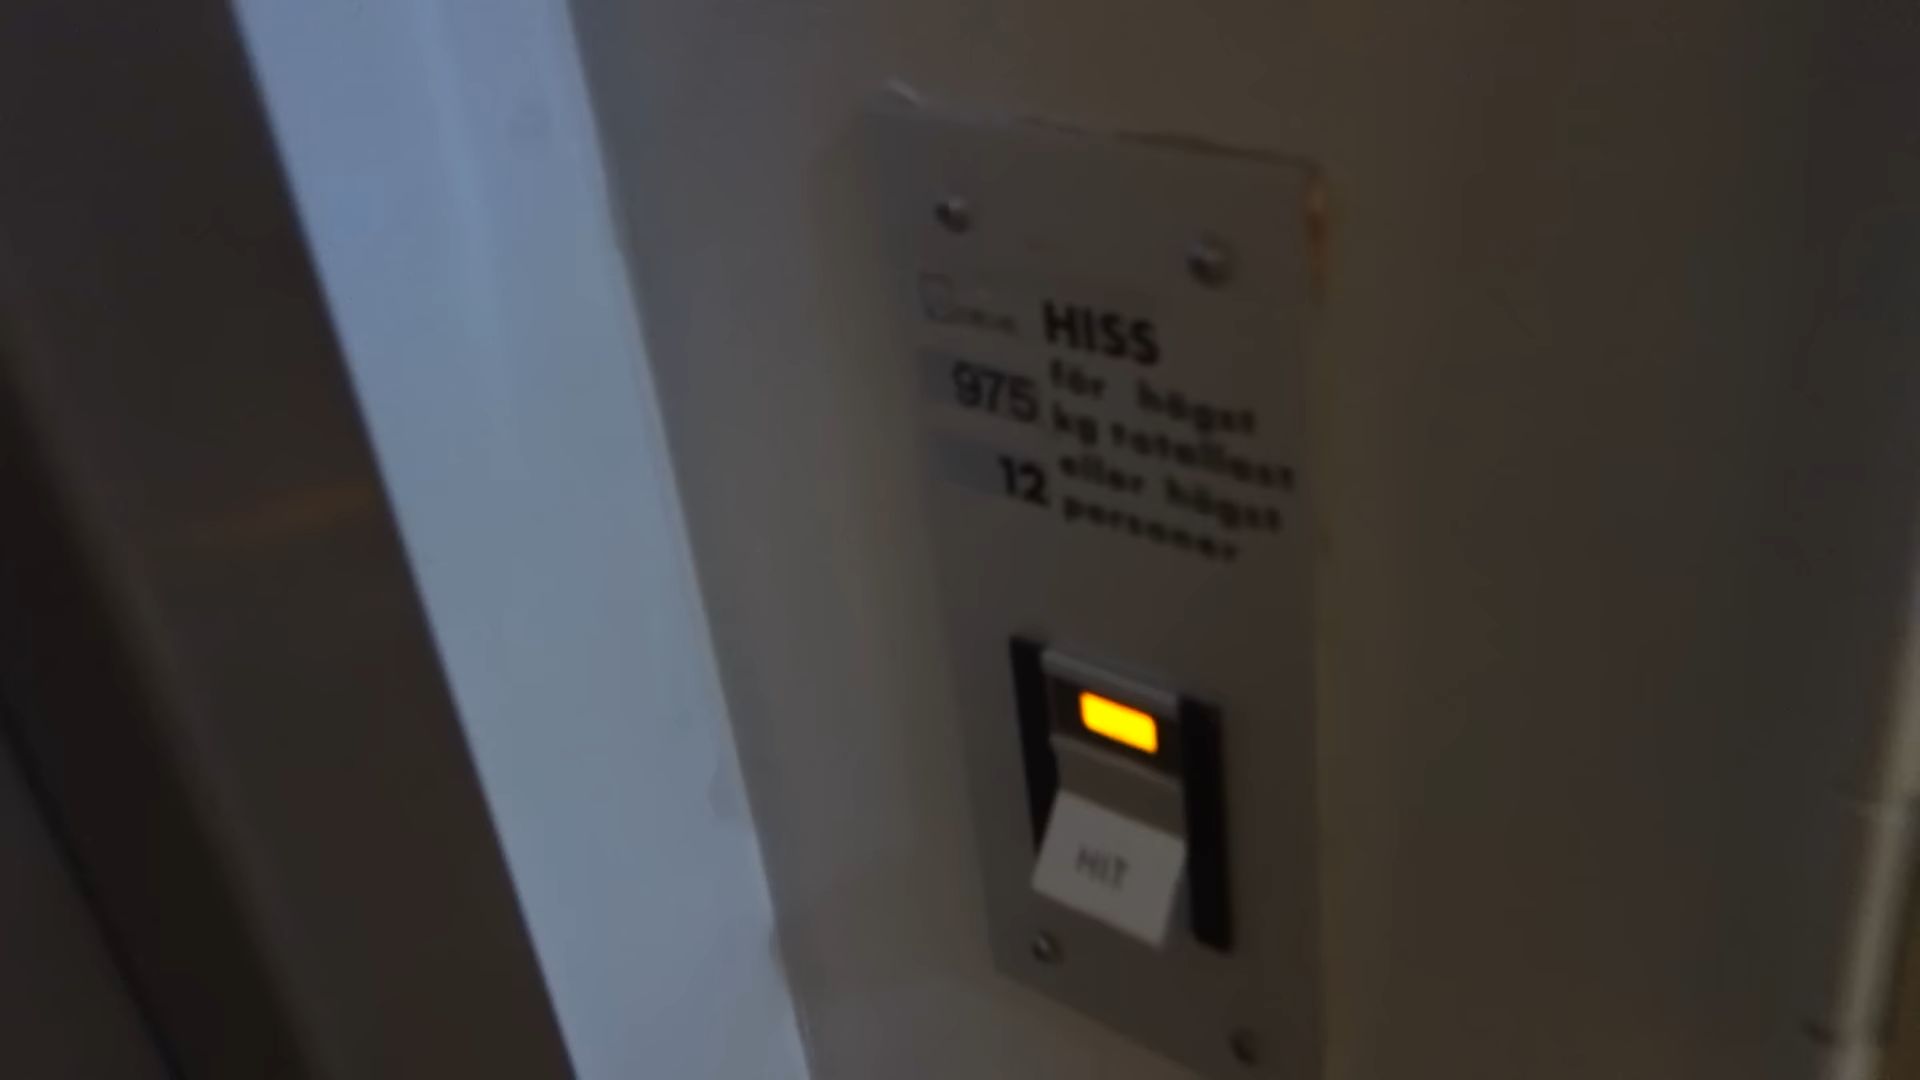 HISS
för högst
975 kg totallast
eller högst
12 personer
HIT